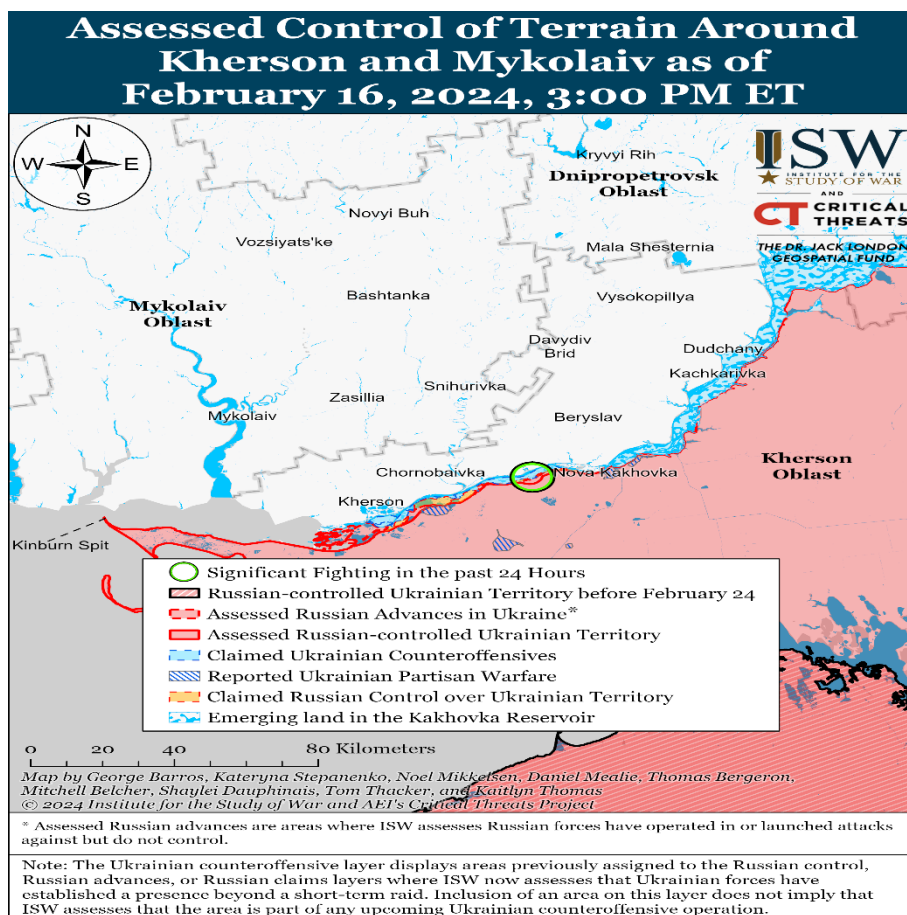 Assessed Control of Terrain Around
Kherson and Mykolaiv as of
February 16, 2024, 3:00 PM ET
N
W E
S
ISW
INSTITUTE FOR THE
STUDY OF WAR
AND
CT CRITICAL
THREATS
THE DR. JACK LONDON
GEOSPATIAL FUND
Kryvyi Rih
Dnipropetrovsk
Oblast
Novyi Buh
Vozsiyats'ke
Mala Shesternia
Bashtanka
Vysokopillya
Mykolaiv
Oblast
Davydiv
Brid
Dudchany
Kachkarivka
Snihurivka
Zasillia
Mykolaiv
Beryslav
Kherson
Oblast
Chornobaivka
Nova Kakhovka
Kherson
Kinburn Spit
Significant Fighting in the past 24 Hours
Russian-controlled Ukrainian Territory before February 24
Assessed Russian Advances in Ukraine*
Assessed Russian-controlled Ukrainian Territory
Claimed Ukrainian Counteroffensives
Reported Ukrainian Partisan Warfare
Claimed Russian Control over Ukrainian Territory
Emerging land in the Kakhovka Reservoir
0 20 40 80 Kilometers
Map by George Barros, Kateryna Stepanenko, Noel Mikkelsen, Daniel Mealie, Thomas Bergeron,
Mitchell Belcher, Shaylei Dauphinais, Tom Thacker, and Kaitlyn Thomas
© 2024 Institute for the Study of War and AEI's Critical Threats Project
* Assessed Russian advances are areas where ISW assesses Russian forces have operated in or launched attacks
against but do not control.
Note: The Ukrainian counteroffensive layer displays areas previously assigned to the Russian control,
Russian advances, or Russian claims layers where ISW now assesses that Ukrainian forces have
established a presence beyond a short-term raid. Inclusion of an area on this layer does not imply that
ISW assesses that the area is part of any upcoming Ukrainian counteroffensive operation.